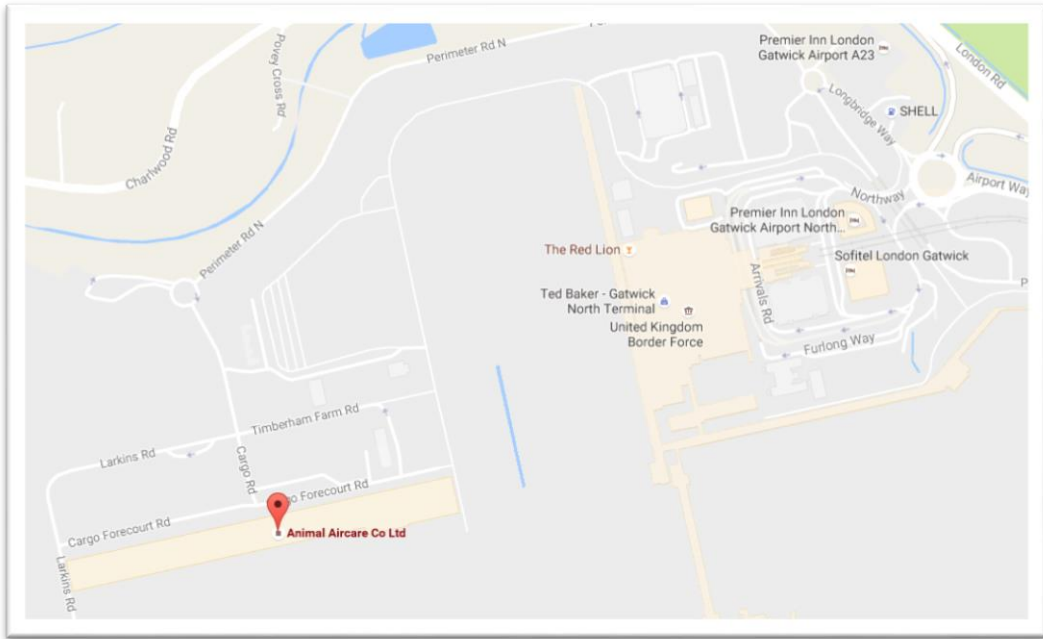 Premier Inn London
Gatwick Airport A23
London Rd
Povey Cross Rd
Perimeter Rd N
Longbridge Way
SHELL
Charlwood Rd
Airport Way
Northway
Premier Inn London
Gatwick Airport North...
Perimeter Rd N
The Red Lion
Sofitel London Gatwick
Arrivals Rd
Ted Baker - Gatwick
North Terminal
United Kingdom
Border Force
Furlong Way
Timberham Farm Rd
Larkins Rd
Cargo Rd
go Forecourt Rd
Cargo Forecourt Rd
Animal Aircare Co Ltd
Larkins Rd